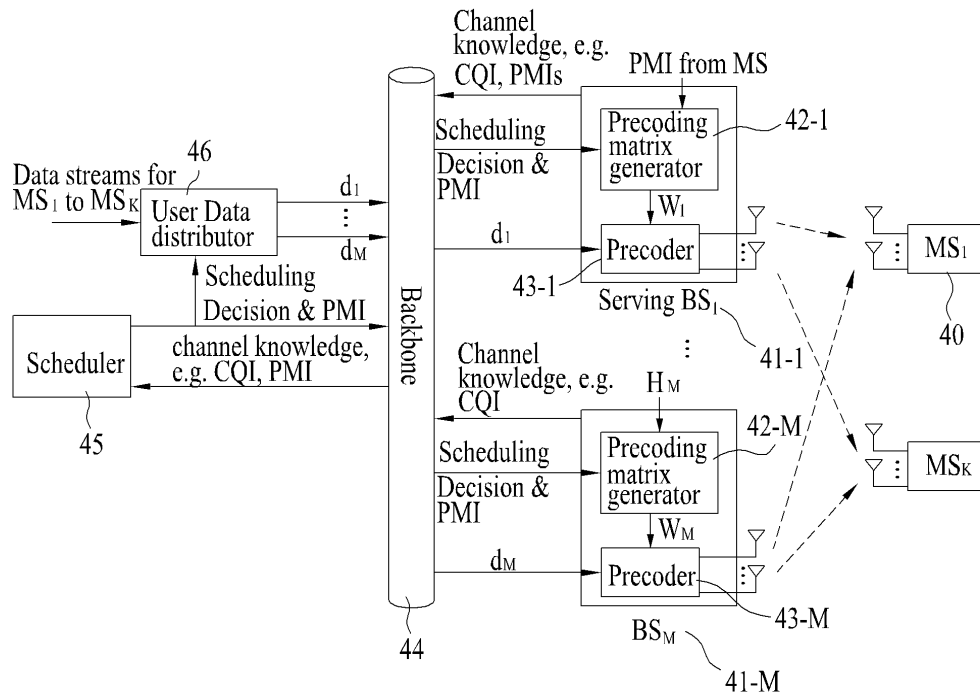 Channel
knowledge, e.g.
CQI, PMIs
PMI from MS
Precoding
matrix
generator
42-1
Scheduling
Decision &
PMI
46
Data streams for
MS1 to MSK
User Data
distributor
d1
dM
W1
d1
Precoder
43-1
Serving BS1
41-1
MS1
40
Scheduling
Decision & PMI
Scheduler
45
channel knowledge,
e.g. CQI, PMI
Backbone
44
Channel
knowledge, e.g.
CQI
HM
Precoding
matrix
generator
42-M
Scheduling
Decision &
PMI
WM
dM
Precoder
43-M
BSM
41-M
MSK